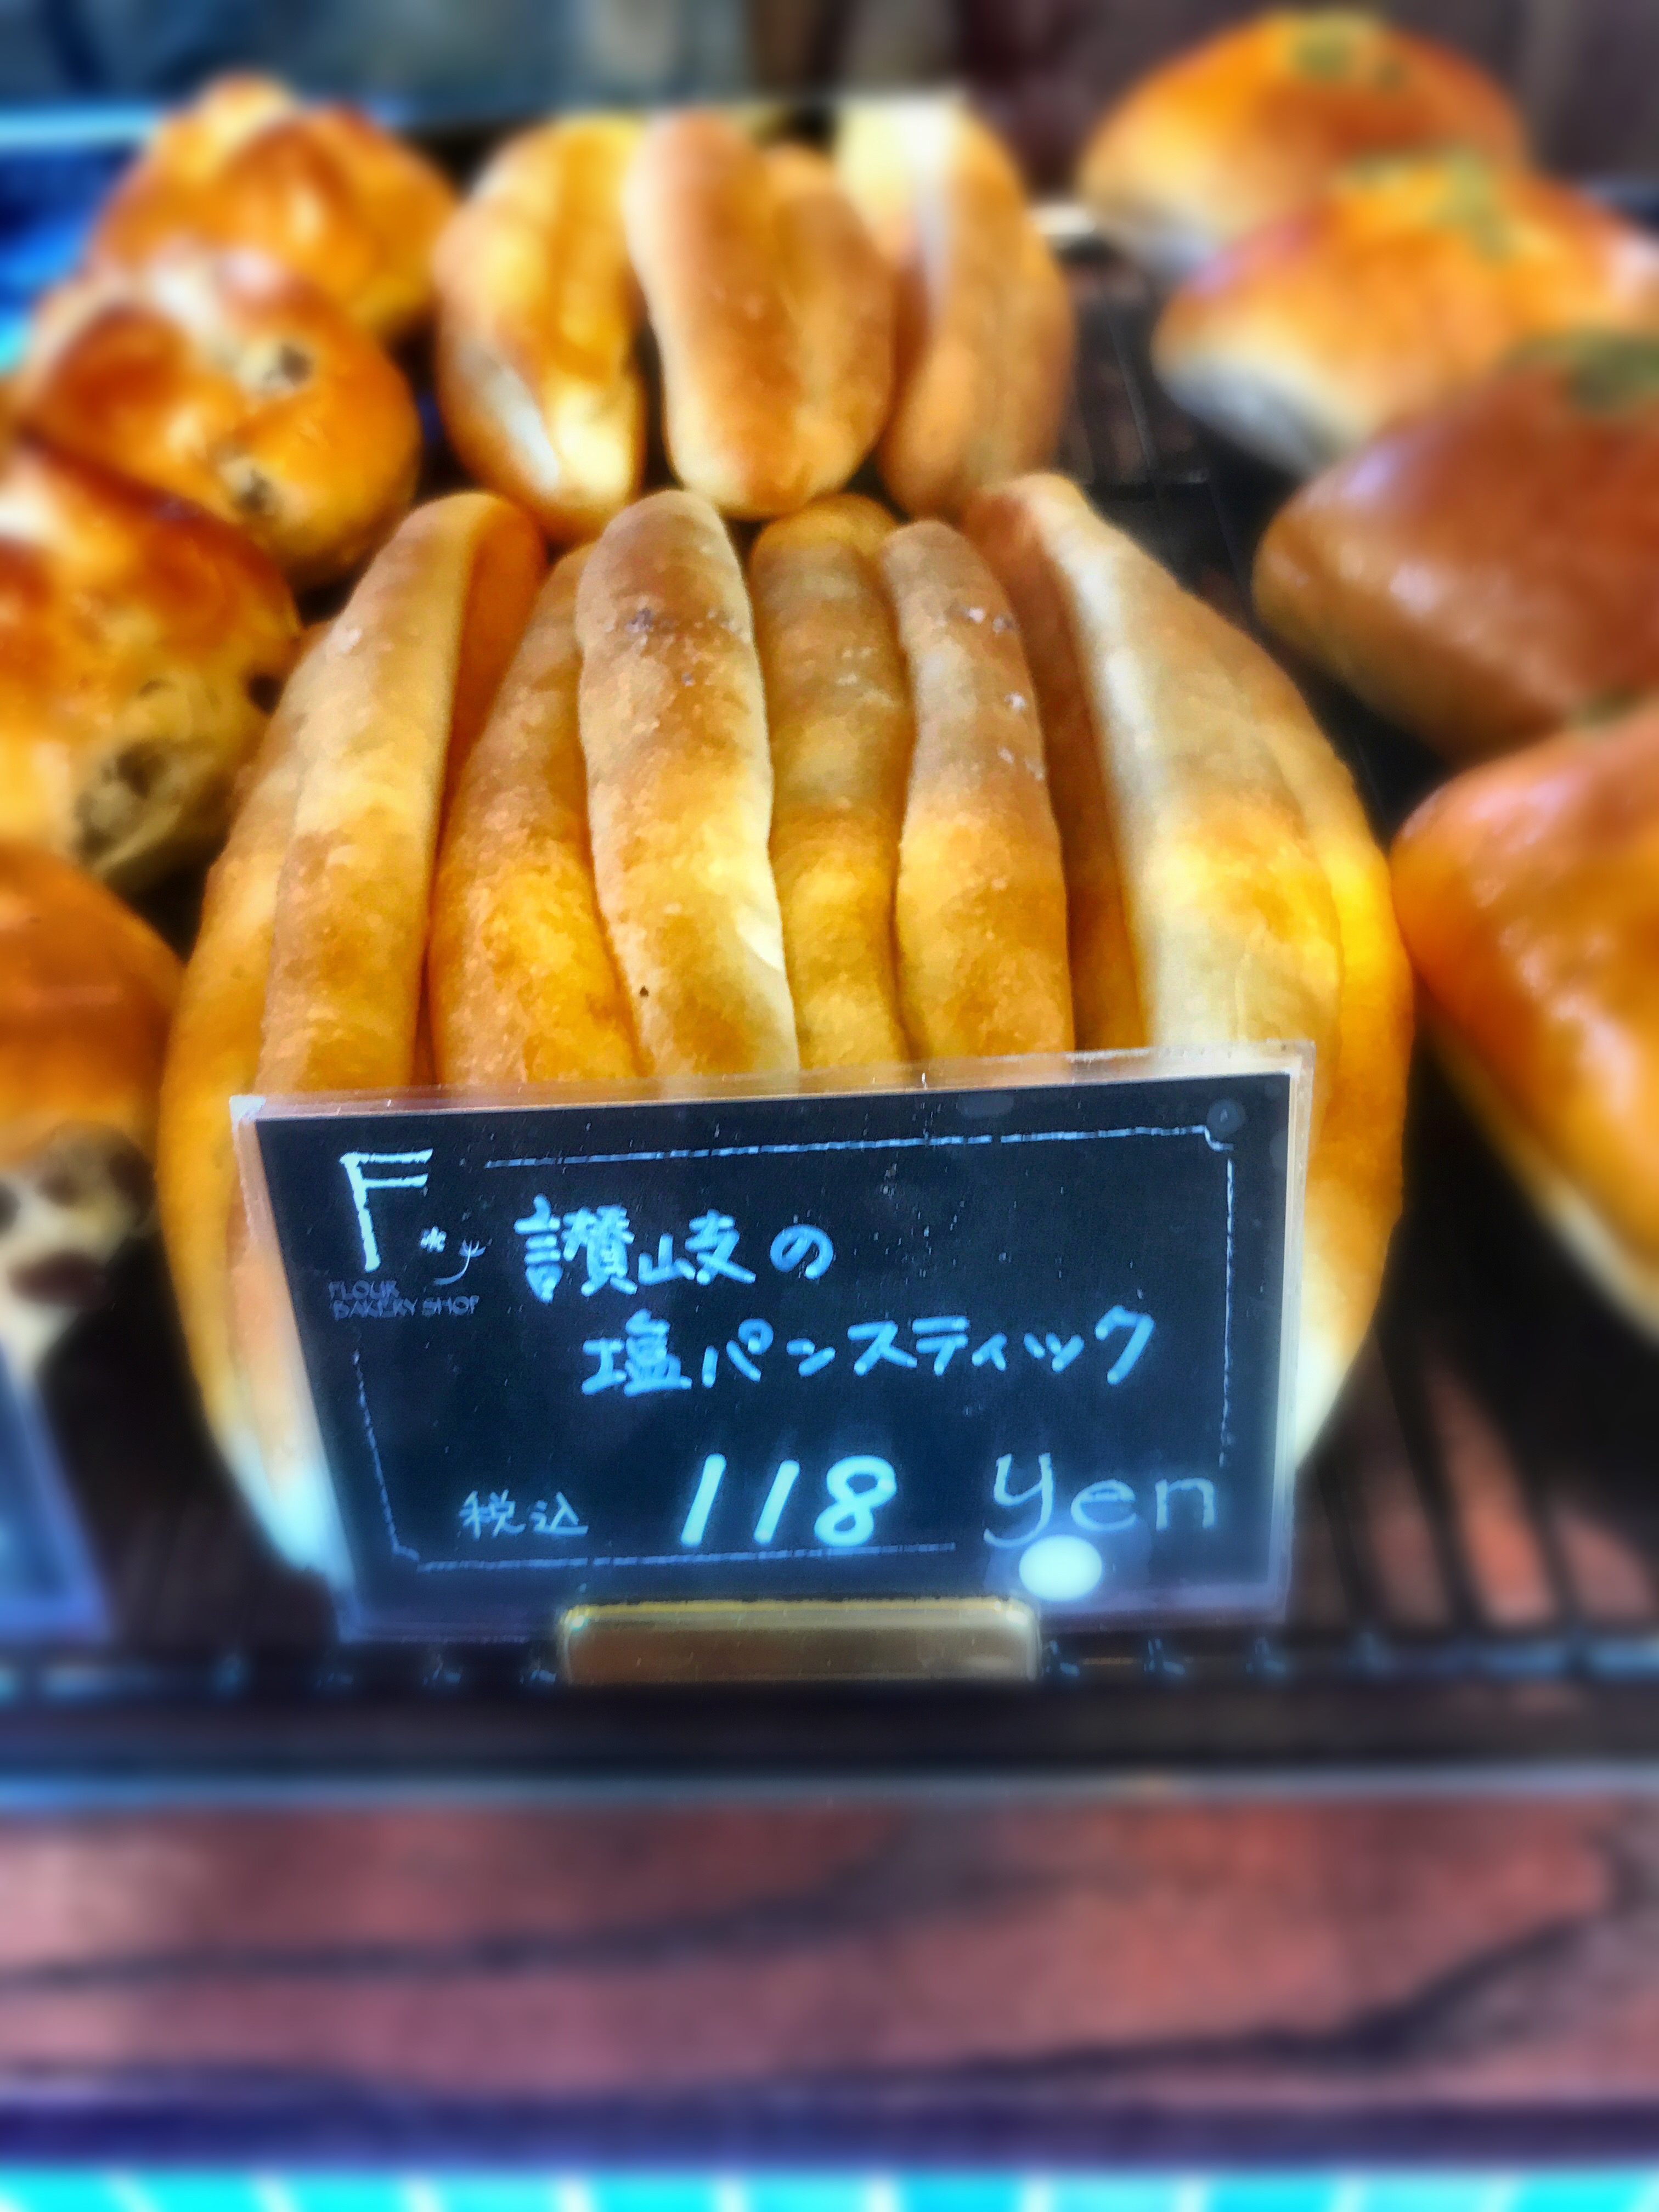 F
FLOUR
BAKERY SHOP
讃岐の
塩パンスティック
税込 118 yen